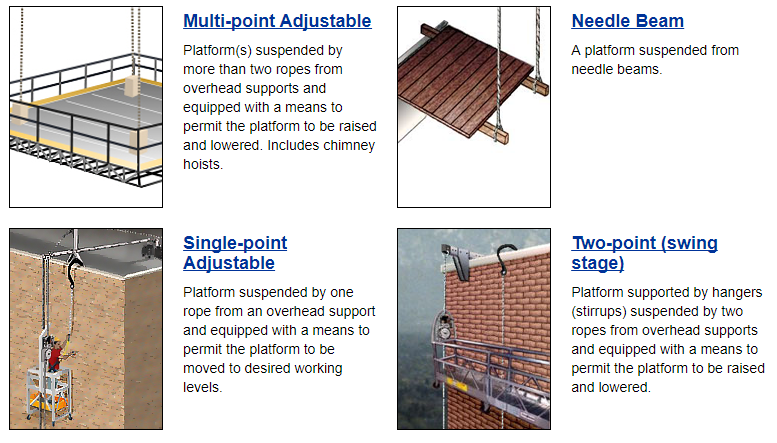 Multi-point Adjustable
Platform(s) suspended by
more than two ropes from
overhead supports and
equipped with a means to
permit the platform to be raised
and lowered. Includes chimney
hoists.
Needle Beam
A platform suspended from
needle beams.
Single-point
Adjustable
Platform suspended by one
rope from an overhead support
and equipped with a means to
permit the platform to be
moved to desired working
levels.
Two-point (swing
stage)
Platform supported by hangers
(stirrups) suspended by two
ropes from overhead supports
and equipped with a means to
permit the platform to be raised
and lowered.